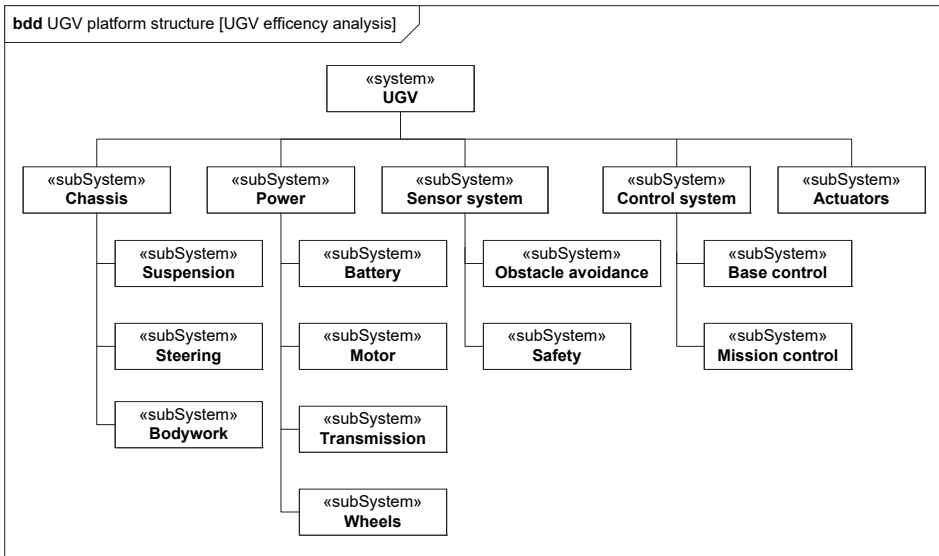 bdd UGV platform structure [UGV efficency analysis]
«system»
UGV
«subSystem»
Chassis
«subSystem»
Power
«subSystem»
Sensor system
«subSystem»
Control system
«subSystem»
Actuators
«subSystem»
Suspension
«subSystem»
Battery
«subSystem»
Obstacle avoidance
«subSystem»
Base control
«subSystem»
Steering
«subSystem»
Motor
«subSystem»
Safety
«subSystem»
Mission control
«subSystem»
Bodywork
«subSystem»
Transmission
«subSystem»
Wheels